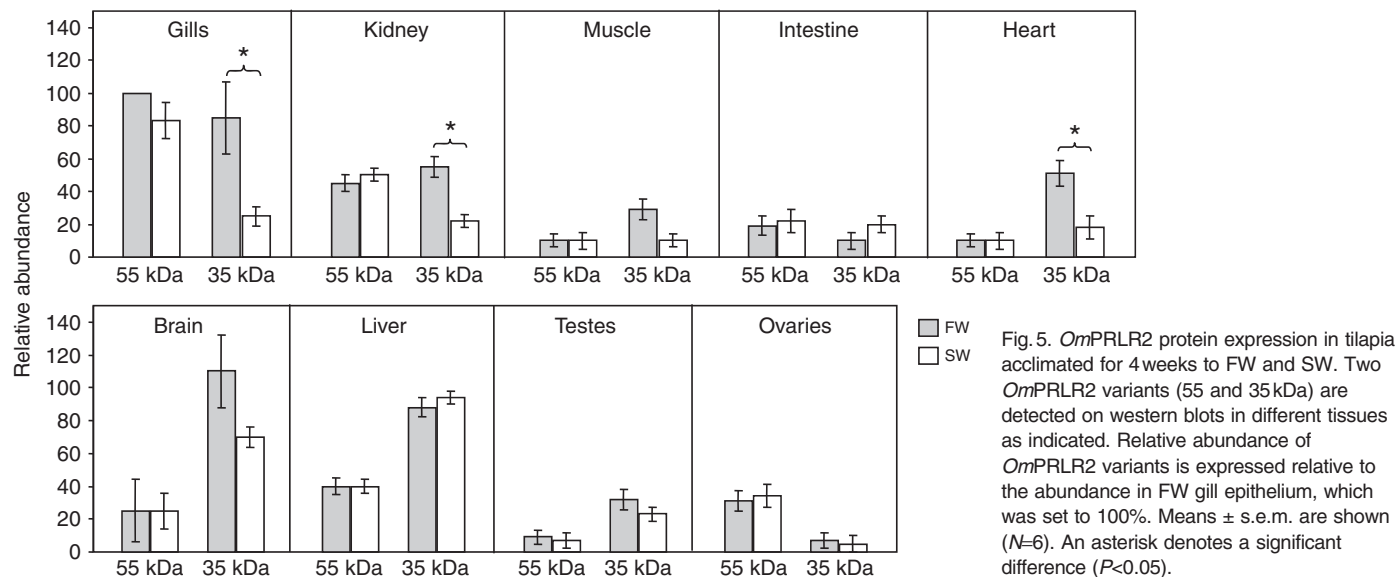 Gills Kidney Muscle Intestine Heart
* * *
140
120
100
80
60
40
20
0
55 kDa 35 kDa 55 kDa 35 kDa 55 kDa 35 kDa 55 kDa 35 kDa 55 kDa 35 kDa
Relative abundance
Brain Liver Testes Ovaries
140
120
100
80
60
40
20
0
55 kDa 35 kDa 55 kDa 35 kDa 55 kDa 35 kDa 55 kDa 35 kDa
FW
SW
Fig. 5. OmPRLR2 protein expression in tilapia
acclimated for 4 weeks to FW and SW. Two
OmPRLR2 variants (55 and 35 kDa) are
detected on western blots in different tissues
as indicated. Relative abundance of
OmPRLR2 variants is expressed relative to
the abundance in FW gill epithelium, which
was set to 100%. Means ± s.e.m. are shown
(N=6). An asterisk denotes a significant
difference (P<0.05).